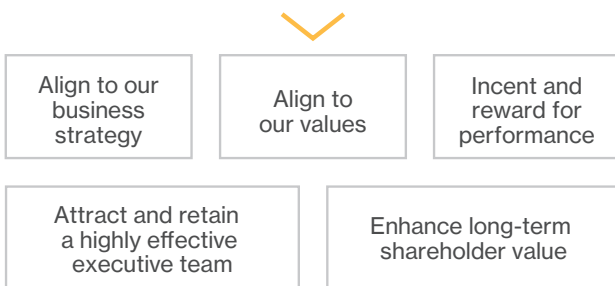 Align to our
business
strategy
Align to
our values
Incent and
reward for
performance
Attract and retain
a highly effective
executive team
Enhance long-term
shareholder value